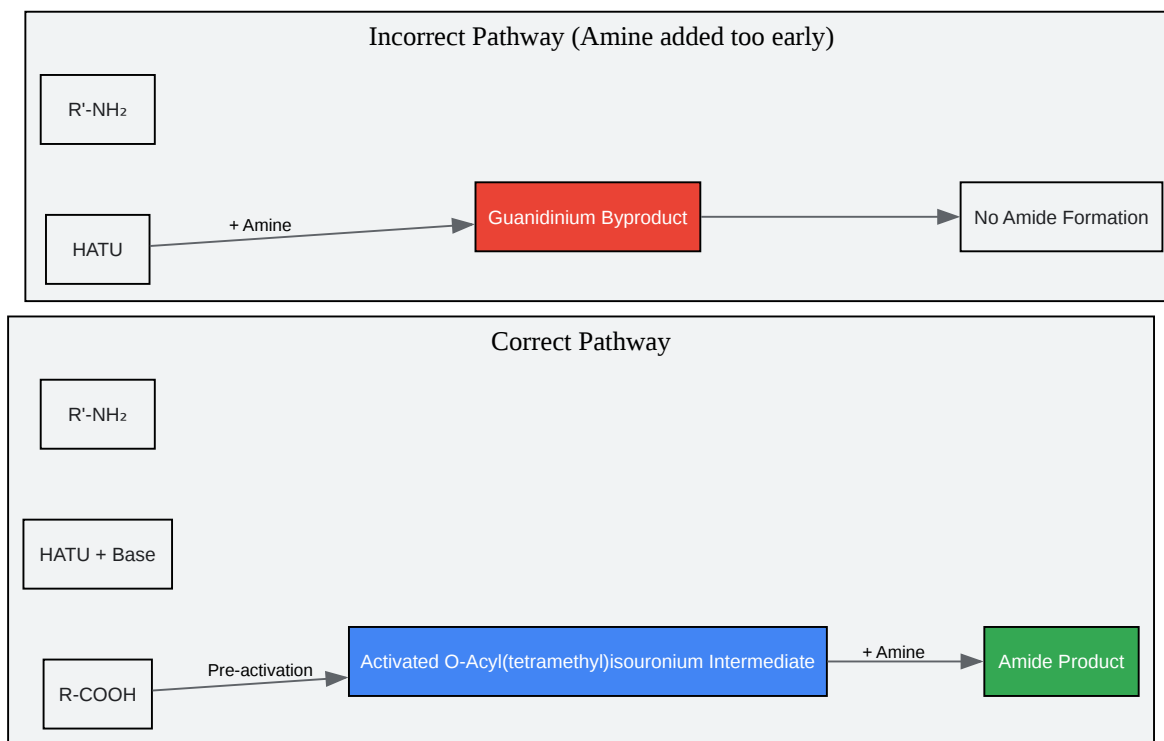 Incorrect Pathway (Amine added too early)
R'-NH₂
HATU
+ Amine
Guanidinium Byproduct
No Amide Formation
Correct Pathway
R'-NH₂
HATU + Base
R-COOH
Pre-activation
Activated O-Acyl(tetramethyl)isouronium Intermediate
+ Amine
Amide Product